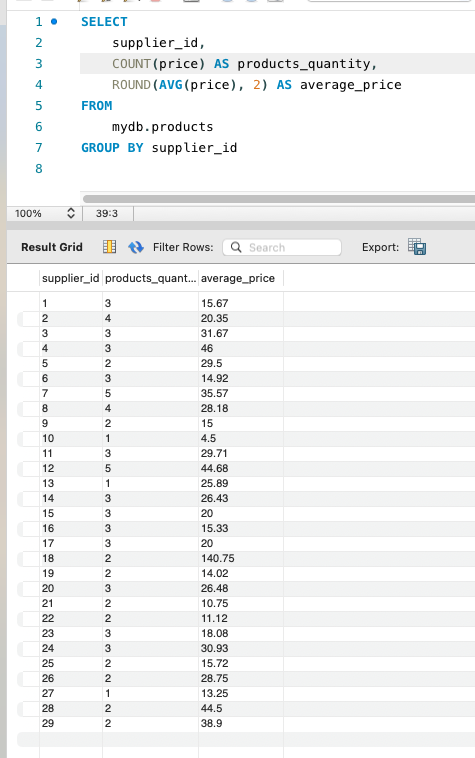 1 SELECT
2 supplier_id,
3 COUNT(price) AS products_quantity,
4 ROUND(AVG(price), 2) AS average_price
5 FROM
6 mydb.products
7 GROUP BY supplier_id
8
100% 39:3
Result Grid Filter Rows: Search Export:
supplier_id products_quant... average_price
1 3 15.67
2 4 20.35
3 3 31.67
4 3 46
5 2 29.5
6 3 14.92
7 5 35.57
8 4 28.18
9 2 15
10 1 4.5
11 3 29.71
12 5 44.68
13 1 25.89
14 3 26.43
15 3 20
16 3 15.33
17 3 20
18 2 140.75
19 2 14.02
20 3 26.48
21 2 10.75
22 2 11.12
23 3 18.08
24 3 30.93
25 2 15.72
26 2 28.75
27 1 13.25
28 2 44.5
29 2 38.9